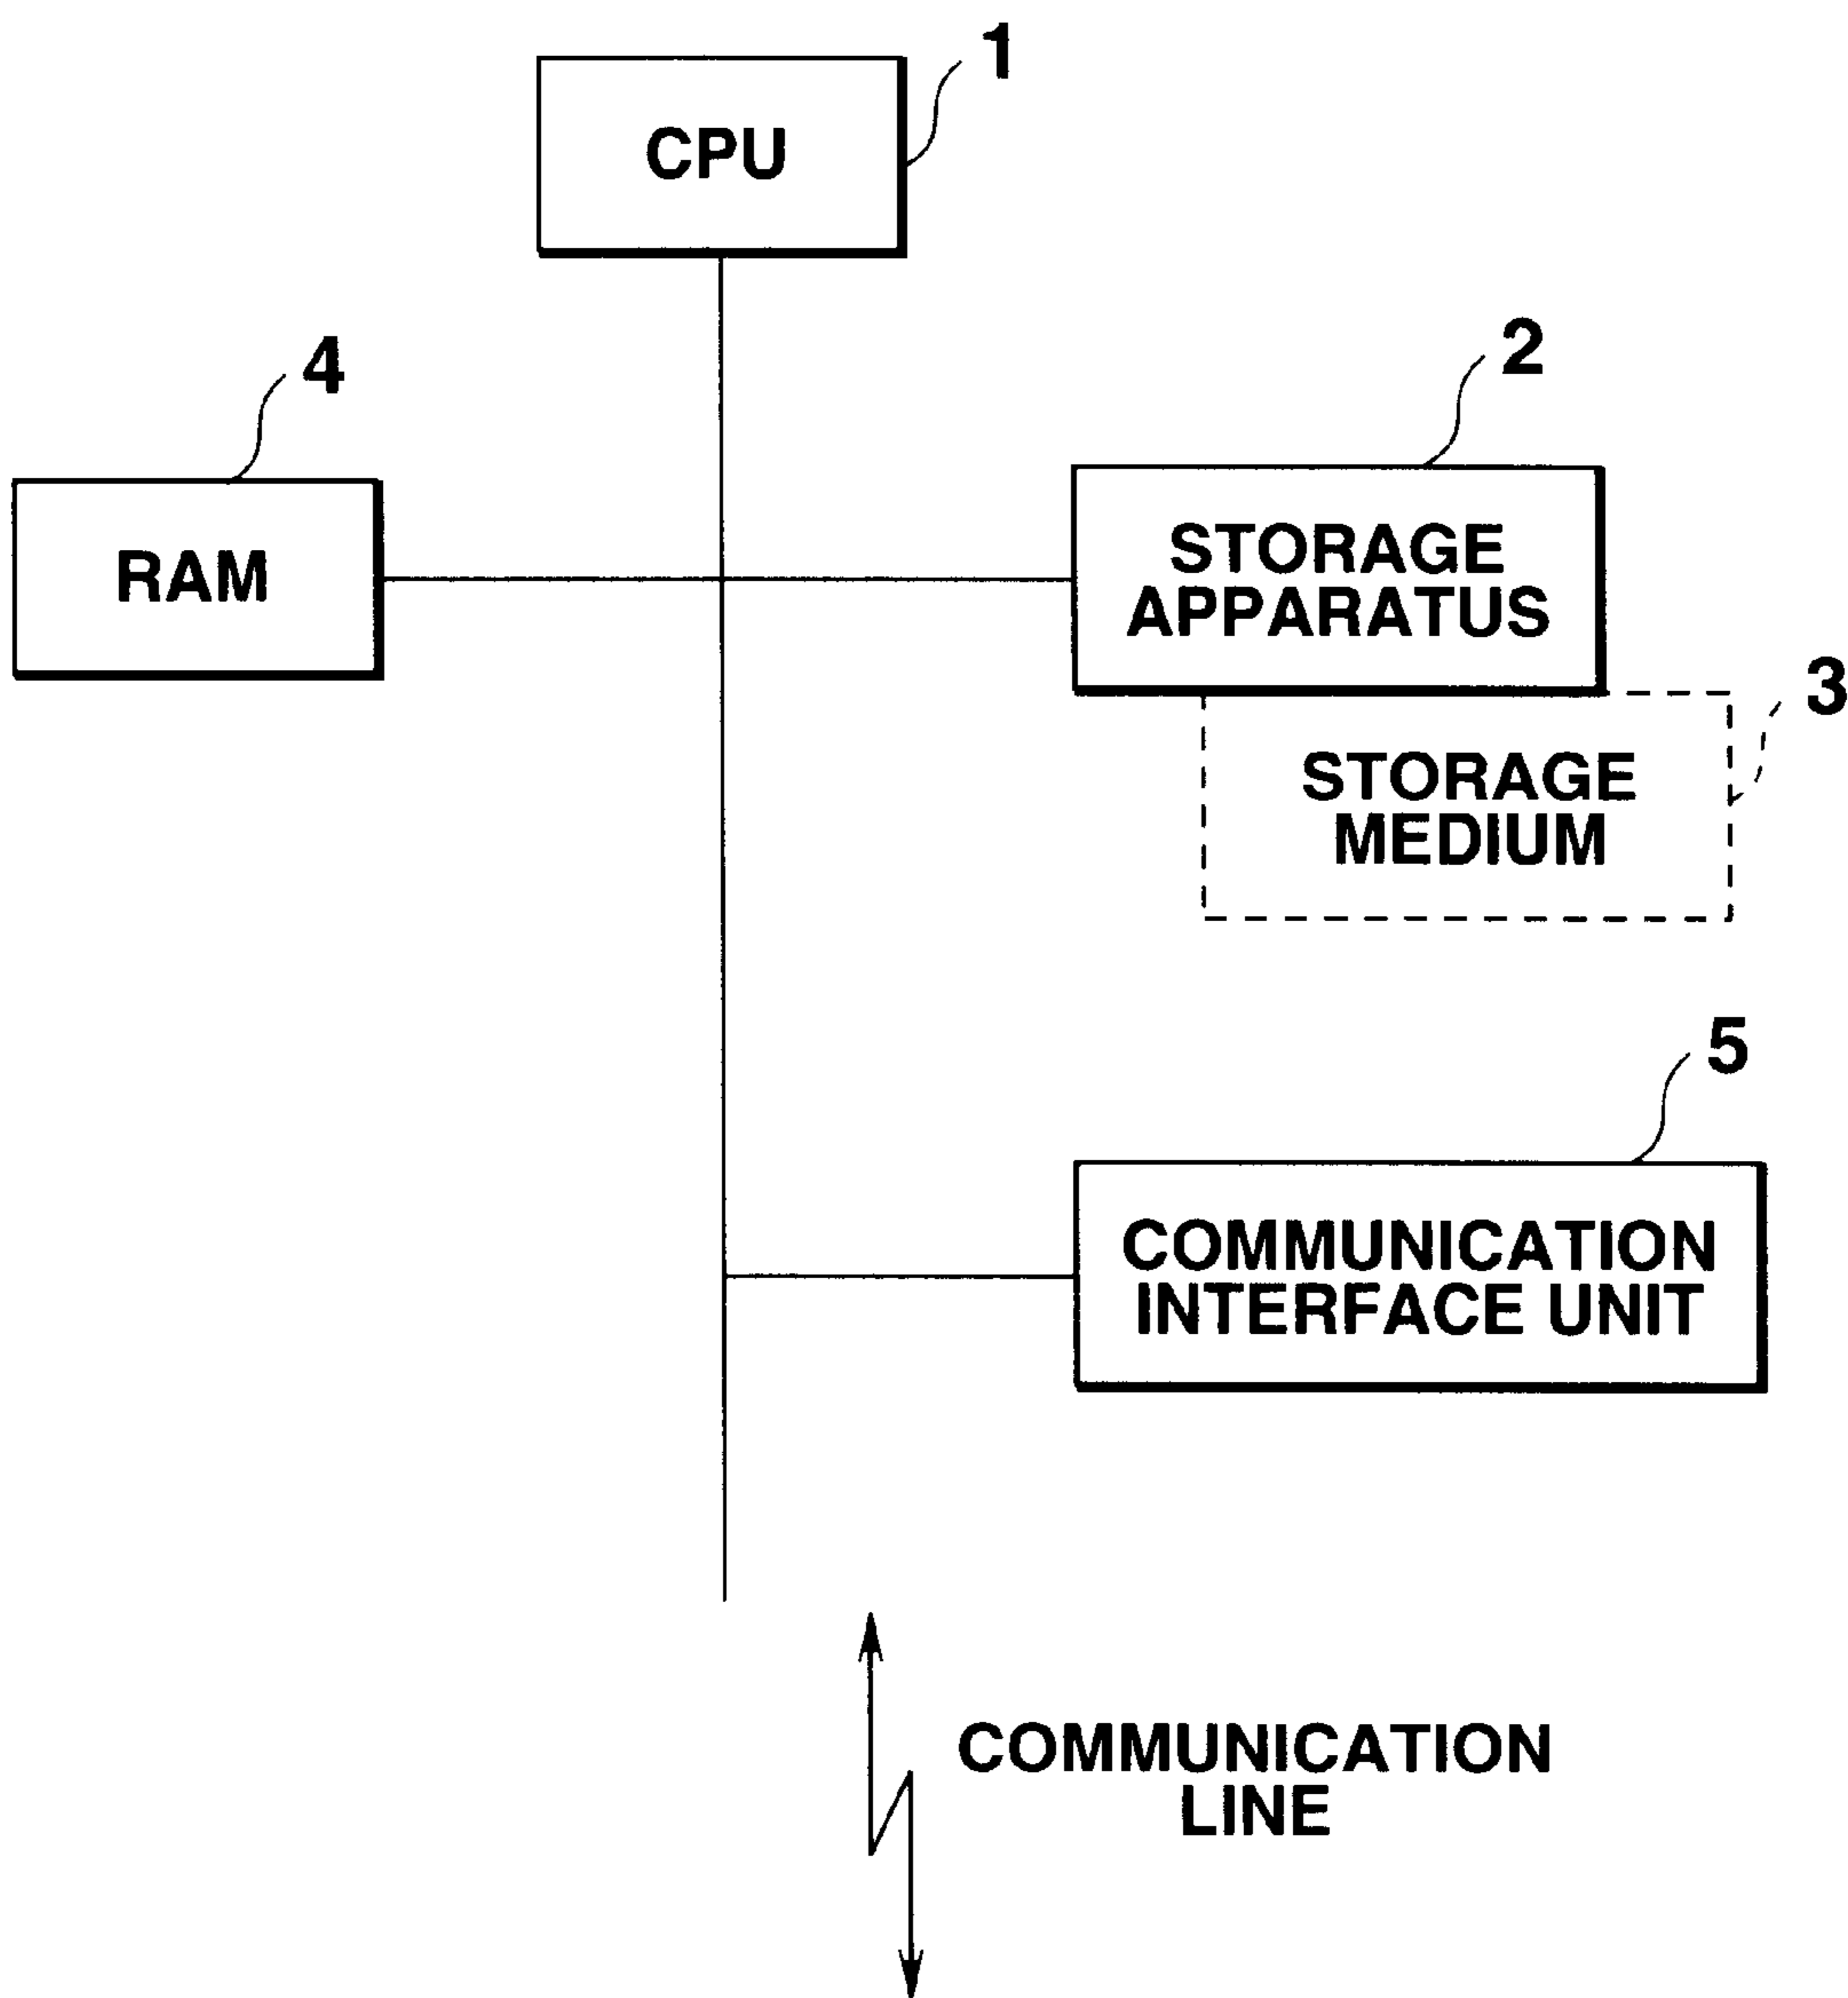 1
CPU
4
2
RAM
STORAGE
APPARATUS
3
STORAGE
MEDIUM
5
COMMUNICATION
INTERFACE UNIT
COMMUNICATION
LINE